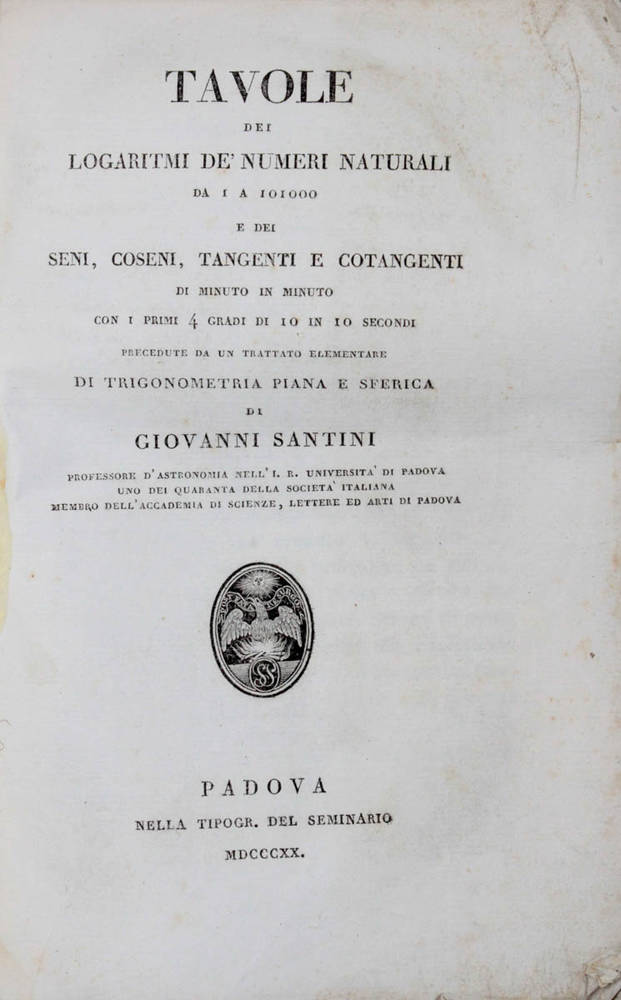 TAVOLE
DEI
LOGARITMI DE' NUMERI NATURALI
DA 1 A 101000
E DEI
SENI, COSENI, TANGENTI E COTANGENTI
DI MINUTO IN MINUTO
CON I PRIMI 4 GRADI DI 10 IN 10 SECONDI
PRECEDUTE DA UN TRATTATO ELEMENTARE
DI TRIGONOMETRIA PIANA E SFERICA
DI
GIOVANNI SANTINI
PROFESSORE D'ASTRONOMIA NELL' I. R. UNIVERSITA' DI PADOVA
UNO DEI QUARANTA DELLA SOCIETA' ITALIANA
MEMBRO DELL'ACCADEMIA DI SCIENZE, LETTERE ED ARTI DI PADOVA
PADOVA
NELLA TIPOGR. DEL SEMINARIO
MDCCCXX.